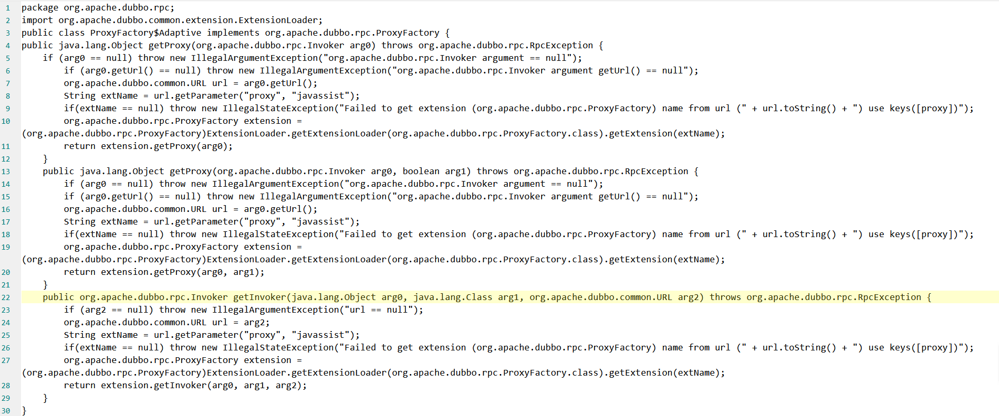 1 package org.apache.dubbo.rpc;
2 import org.apache.dubbo.common.extension.ExtensionLoader;
3 public class ProxyFactory$Adaptive implements org.apache.dubbo.rpc.ProxyFactory {
4 public java.lang.Object getProxy(org.apache.dubbo.rpc.Invoker arg0) throws org.apache.dubbo.rpc.RpcException {
5     if (arg0 == null) throw new IllegalArgumentException("org.apache.dubbo.rpc.Invoker argument == null");
6         if (arg0.getUrl() == null) throw new IllegalArgumentException("org.apache.dubbo.rpc.Invoker argument getUrl() == null");
7         org.apache.dubbo.common.URL url = arg0.getUrl();
8         String extName = url.getParameter("proxy", "javassist");
9         if(extName == null) throw new IllegalStateException("Failed to get extension (org.apache.dubbo.rpc.ProxyFactory) name from url (" + url.toString() + ") use keys([proxy])");
10         org.apache.dubbo.rpc.ProxyFactory extension =
(org.apache.dubbo.rpc.ProxyFactory)ExtensionLoader.getExtensionLoader(org.apache.dubbo.rpc.ProxyFactory.class).getExtension(extName);
11         return extension.getProxy(arg0);
12     }
13     public java.lang.Object getProxy(org.apache.dubbo.rpc.Invoker arg0, boolean arg1) throws org.apache.dubbo.rpc.RpcException {
14         if (arg0 == null) throw new IllegalArgumentException("org.apache.dubbo.rpc.Invoker argument == null");
15         if (arg0.getUrl() == null) throw new IllegalArgumentException("org.apache.dubbo.rpc.Invoker argument getUrl() == null");
16         org.apache.dubbo.common.URL url = arg0.getUrl();
17         String extName = url.getParameter("proxy", "javassist");
18         if(extName == null) throw new IllegalStateException("Failed to get extension (org.apache.dubbo.rpc.ProxyFactory) name from url (" + url.toString() + ") use keys([proxy])");
19         org.apache.dubbo.rpc.ProxyFactory extension =
(org.apache.dubbo.rpc.ProxyFactory)ExtensionLoader.getExtensionLoader(org.apache.dubbo.rpc.ProxyFactory.class).getExtension(extName);
20         return extension.getProxy(arg0, arg1);
21     }
22     public org.apache.dubbo.rpc.Invoker getInvoker(java.lang.Object arg0, java.lang.Class arg1, org.apache.dubbo.common.URL arg2) throws org.apache.dubbo.rpc.RpcException {
23         if (arg2 == null) throw new IllegalArgumentException("url == null");
24         org.apache.dubbo.common.URL url = arg2;
25         String extName = url.getParameter("proxy", "javassist");
26         if(extName == null) throw new IllegalStateException("Failed to get extension (org.apache.dubbo.rpc.ProxyFactory) name from url (" + url.toString() + ") use keys([proxy])");
27         org.apache.dubbo.rpc.ProxyFactory extension =
(org.apache.dubbo.rpc.ProxyFactory)ExtensionLoader.getExtensionLoader(org.apache.dubbo.rpc.ProxyFactory.class).getExtension(extName);
28         return extension.getInvoker(arg0, arg1, arg2);
29     }
30 }